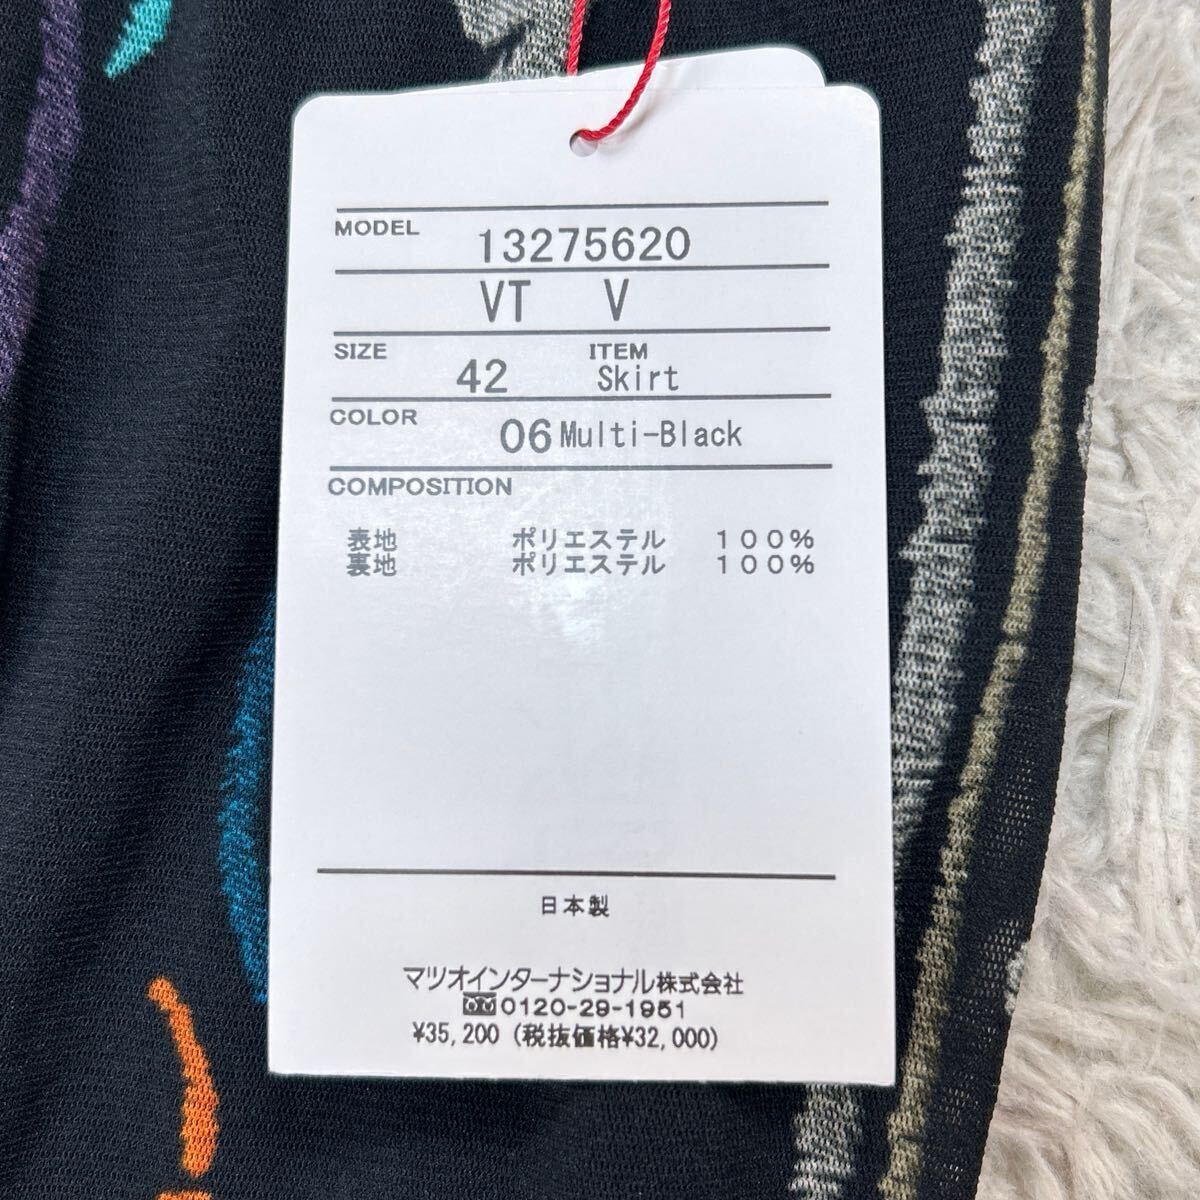 MODEL 13275620
VT V
SIZE 42 ITEM Skirt
COLOR 06 Multi-Black
COMPOSITION
表地 ポリエステル 100%
裏地 ポリエステル 100%
日本製
マツオインターナショナル株式会社
0120-29-1951
¥35,200 (税抜価格¥32,000)